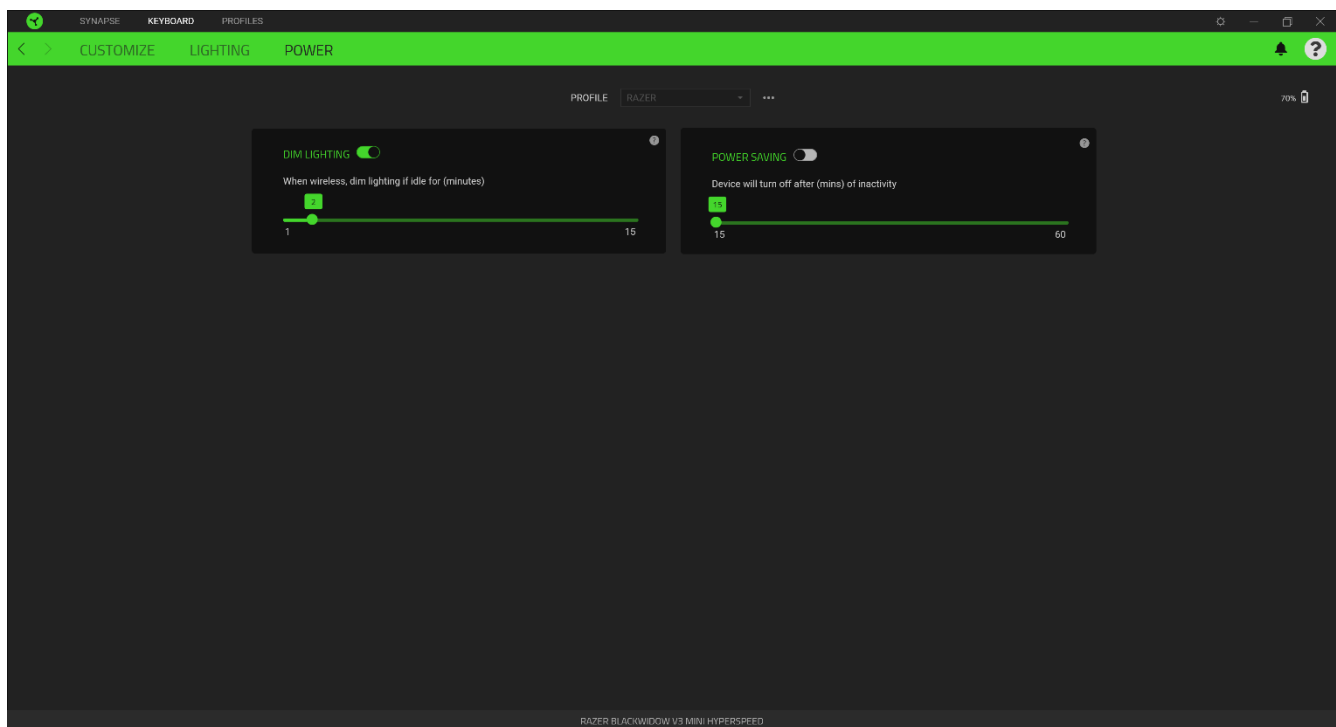 SYNAPSE KEYBOARD PROFILES
CUSTOMIZE LIGHTING POWER ?
PROFILE RAZER ••• 70%
DIM LIGHTING ?
When wireless, dim lighting if idle for (minutes)
2
1 15
POWER SAVING ?
Device will turn off after (mins) of inactivity
15
15 60
RAZER BLACKWIDOW V3 MINI HYPERSPEED